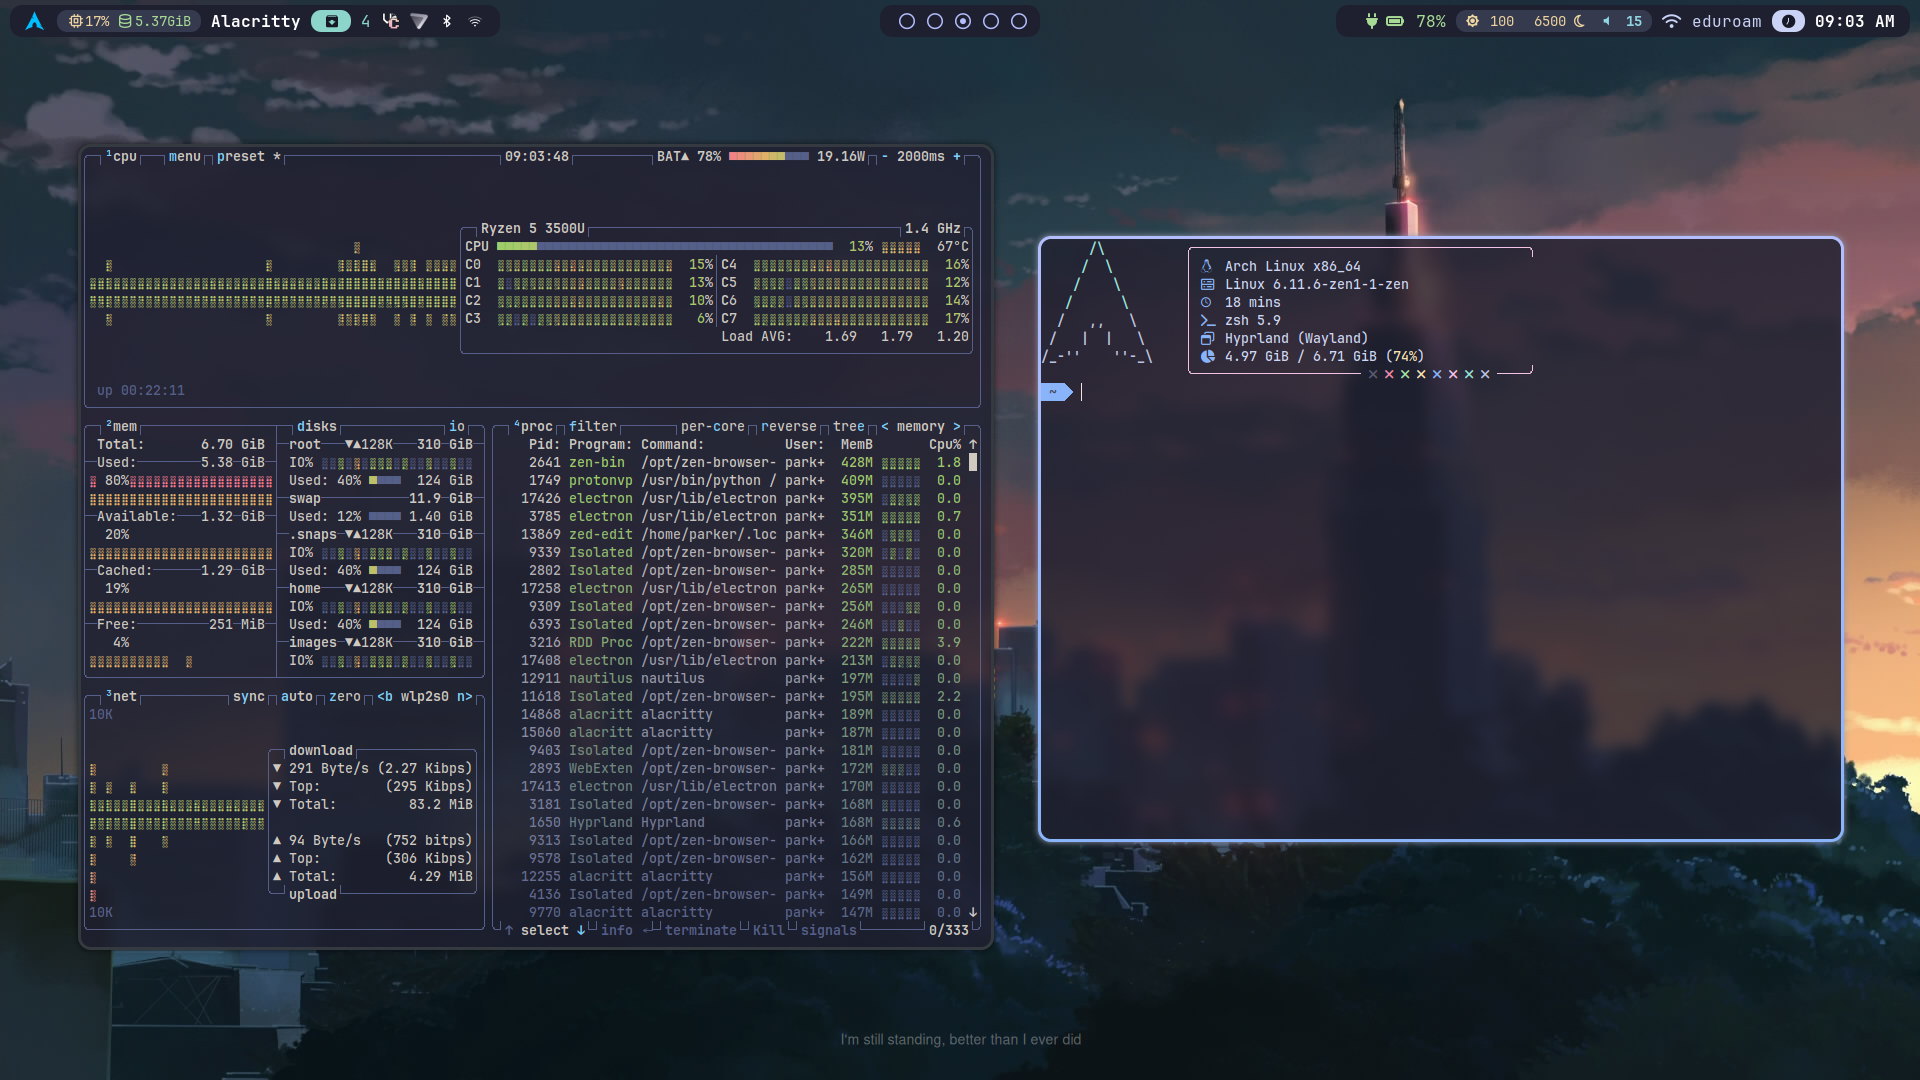 17% 5.37GiB Alacritty 4
78% 100 6500 15 eduroam 09:03 AM
1cpu menu preset * 09:03:48 BAT▲ 78% 19.16W - 2000ms +
Ryzen 5 3500U 1.4 GHz
CPU 13% 67°C
C0 15% C4 16%
C1 13% C5 12%
C2 10% C6 14%
C3 6% C7 17%
Load AVG: 1.69 1.79 1.20
up 00:22:11
2mem
Total: 6.70 GiB
Used: 5.38 GiB
80%
Available: 1.32 GiB
20%
Cached: 1.29 GiB
19%
Free: 251 MiB
4%
disks io
root ▼▲128K 310 GiB
IO%
Used: 40% 124 GiB
swap 11.9 GiB
Used: 12% 1.40 GiB
.snaps ▼▲128K 310 GiB
IO%
Used: 40% 124 GiB
home ▼▲128K 310 GiB
IO%
Used: 40% 124 GiB
images ▼▲128K 310 GiB
IO%
3net sync auto zero <b wlp2s0 n>
10K
download
▼ 291 Byte/s (2.27 Kibps)
▼ Top: (295 Kibps)
▼ Total: 83.2 MiB
▲ 94 Byte/s (752 bitps)
▲ Top: (306 Kibps)
▲ Total: 4.29 MiB
upload
10K
4proc filter per-core reverse tree < memory >
Pid: Program: Command: User: MemB Cpu% ↑
2641 zen-bin /opt/zen-browser- park+ 428M 1.8
1749 protonvp /usr/bin/python / park+ 409M 0.0
17426 electron /usr/lib/electron park+ 395M 0.0
3785 electron /usr/lib/electron park+ 351M 0.7
13869 zed-edit /home/parker/.loc park+ 346M 0.0
9339 Isolated /opt/zen-browser- park+ 320M 0.0
2802 Isolated /opt/zen-browser- park+ 285M 0.0
17258 electron /usr/lib/electron park+ 265M 0.0
9309 Isolated /opt/zen-browser- park+ 256M 0.0
6393 Isolated /opt/zen-browser- park+ 246M 0.0
3216 RDD Proc /opt/zen-browser- park+ 222M 3.9
17408 electron /usr/lib/electron park+ 213M 0.0
12911 nautilus nautilus park+ 197M 0.0
11618 Isolated /opt/zen-browser- park+ 195M 2.2
14868 alacritt alacritty park+ 189M 0.0
15060 alacritt alacritty park+ 187M 0.0
9403 Isolated /opt/zen-browser- park+ 181M 0.0
2893 WebExten /opt/zen-browser- park+ 172M 0.0
17413 electron /usr/lib/electron park+ 170M 0.0
3181 Isolated /opt/zen-browser- park+ 168M 0.0
1650 Hyprland Hyprland park+ 168M 0.6
9313 Isolated /opt/zen-browser- park+ 166M 0.0
9578 Isolated /opt/zen-browser- park+ 162M 0.0
12255 alacritt alacritty park+ 156M 0.0
4136 Isolated /opt/zen-browser- park+ 149M 0.0
9770 alacritt alacritty park+ 147M 0.0 ↓
↑ select ↓ info ↵ terminate Kill signals 0/333
Arch Linux x86_64
Linux 6.11.6-zen1-1-zen
18 mins
zsh 5.9
Hyprland (Wayland)
4.97 GiB / 6.71 GiB (74%)
~
I'm still standing, better than I ever did